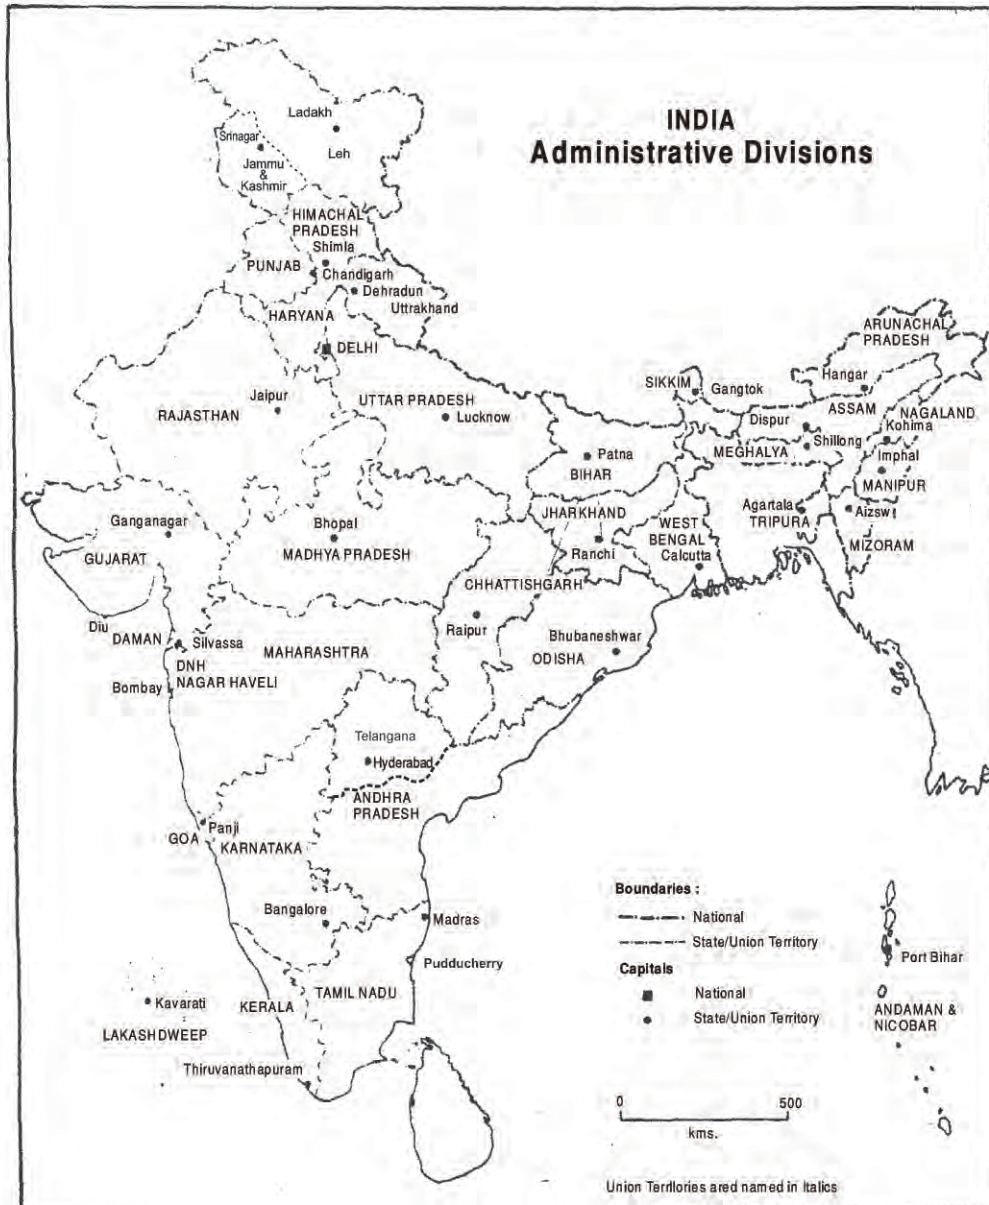 INDIA
Administrative Divisions
Ladakh
Leh
Srinagar
Jammu
&
Kashmir
HIMACHAL
PRADESH
Shimla
PUNJAB
Chandigarh
Dehradun
Uttrakhand
HARYANA
DELHI
ARUNACHAL
PRADESH
Hangar
SIKKIM
Gangtok
Jaipur
RAJASTHAN
UTTAR PRADESH
Lucknow
ASSAM
NAGALAND
Dispur
Kohima
Shillong
MEGHALYA
Imphal
MANIPUR
Patna
BIHAR
Agartala
TRIPURA
Aizsw
MIZORAM
JHARKHAND
Ranchi
WEST
BENGAL
Calcutta
Ganganagar
GUJARAT
Bhopal
MADHYA PRADESH
CHHATTISHGARH
Raipur
Diu
DAMAN
Silvassa
DNH
NAGAR HAVELI
MAHARASHTRA
Bhubaneshwar
ODISHA
Bombay
Telangana
Hyderabad
ANDHRA
PRADESH
Panji
GOA
KARNATAKA
Bangalore
Madras
Pudducherry
KERALA
TAMIL NADU
Kavarati
LAKASHDWEEP
Thiruvanathapuram
Boundaries :
National
State/Union Territory
Capitals
National
State/Union Territory
Port Bihar
ANDAMAN &
NICOBAR
0 500
kms.
Union Terrllories ared named in Italics